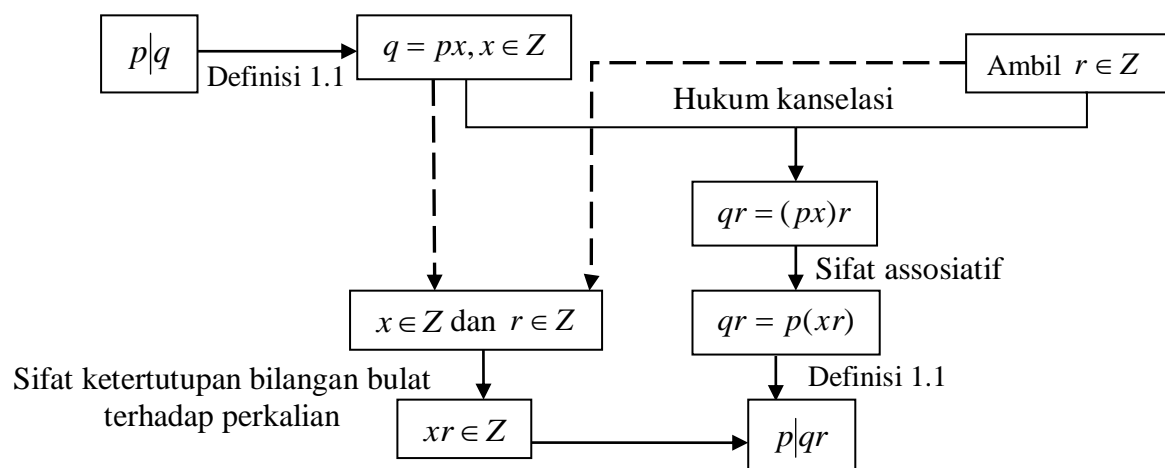 p|q
Definisi 1.1
q = px, x ∈ Z
Ambil r ∈ Z
Hukum kanselasi
qr = (px)r
Sifat assosiatif
x ∈ Z dan r ∈ Z
qr = p(xr)
Sifat ketertutupan bilangan bulat
terhadap perkalian
Definisi 1.1
xr ∈ Z
p|qr